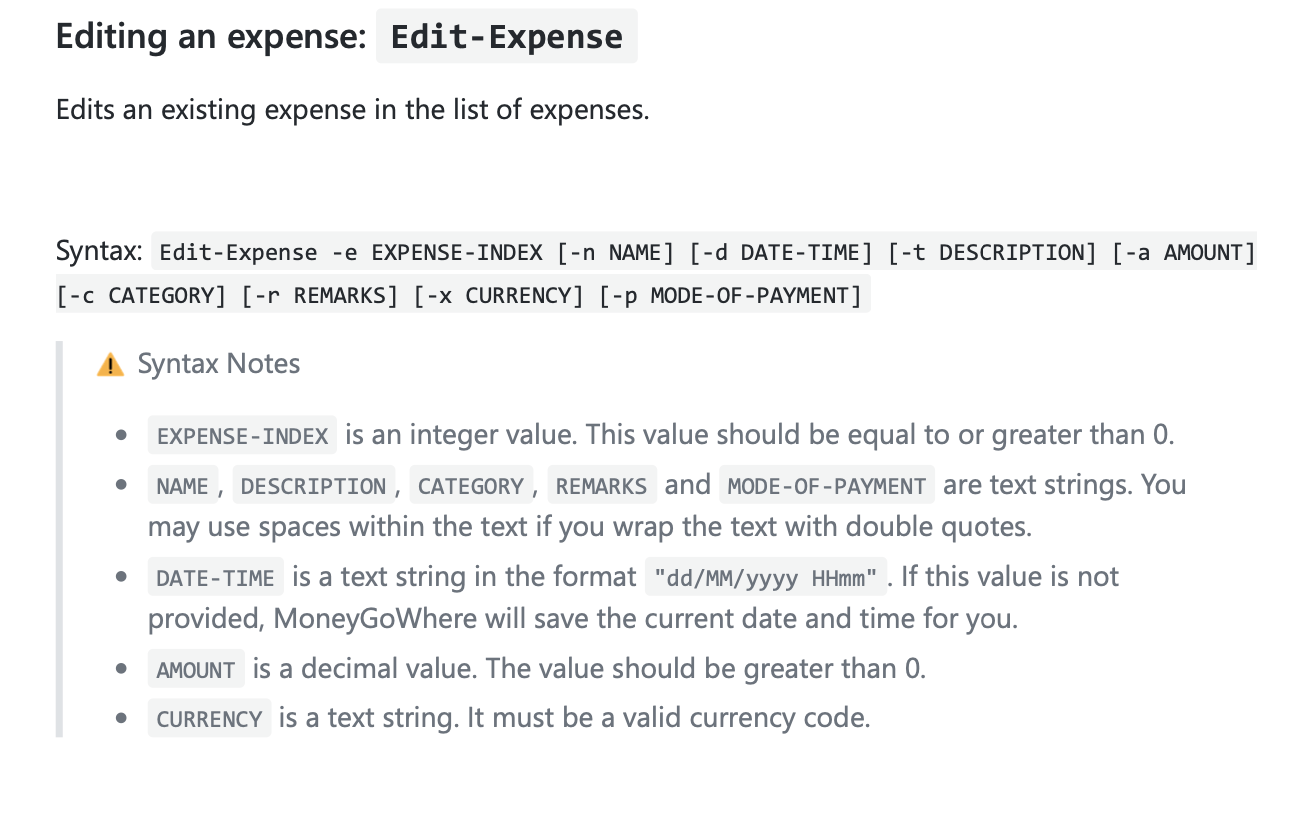 Editing an expense: Edit-Expense
Edits an existing expense in the list of expenses.
Syntax: Edit-Expense -e EXPENSE-INDEX [-n NAME] [-d DATE-TIME] [-t DESCRIPTION] [-a AMOUNT]
[-c CATEGORY] [-r REMARKS] [-x CURRENCY] [-p MODE-OF-PAYMENT]
⚠️ Syntax Notes
• EXPENSE-INDEX is an integer value. This value should be equal to or greater than 0.
• NAME, DESCRIPTION, CATEGORY, REMARKS and MODE-OF-PAYMENT are text strings. You
may use spaces within the text if you wrap the text with double quotes.
• DATE-TIME is a text string in the format "dd/MM/yyyy HHmm". If this value is not
provided, MoneyGoWhere will save the current date and time for you.
• AMOUNT is a decimal value. The value should be greater than 0.
• CURRENCY is a text string. It must be a valid currency code.